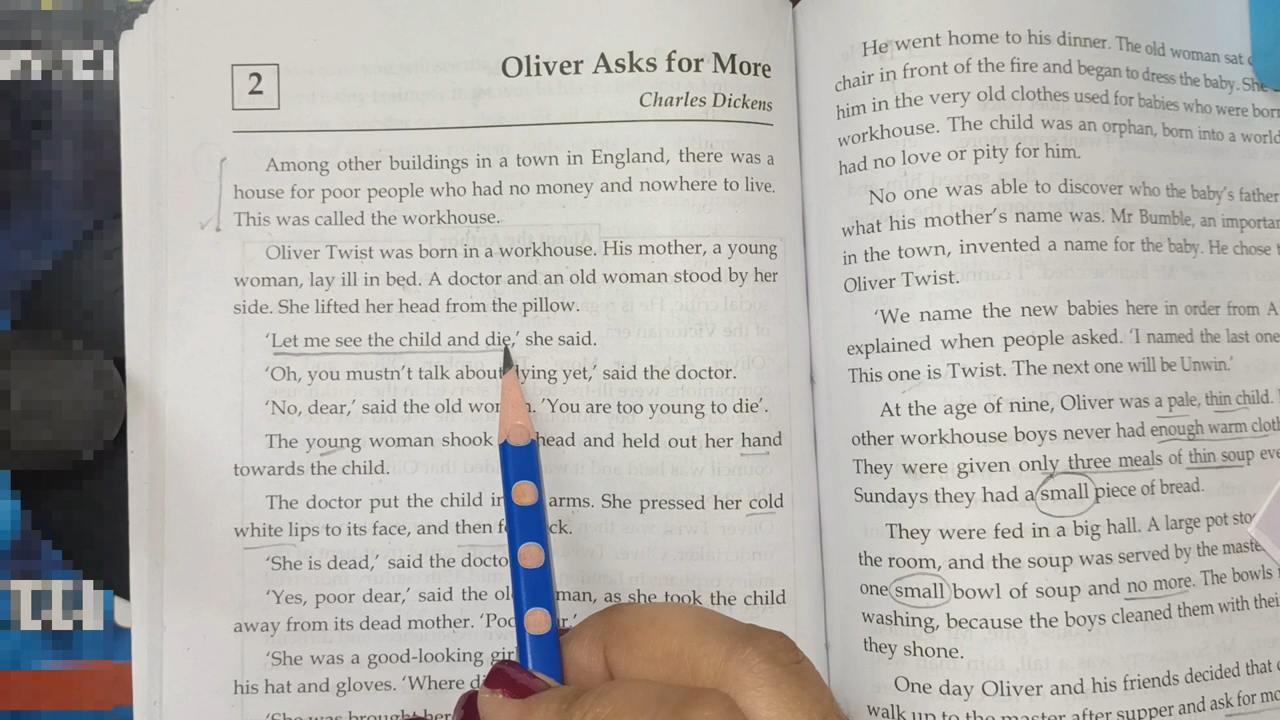 2
Oliver Asks for More
Charles Dickens
Among other buildings in a town in England, there was a
house for poor people who had no money and nowhere to live.
This was called the workhouse.
Oliver Twist was born in a workhouse. His mother, a young
woman, lay ill in bed. A doctor and an old woman stood by her
side. She lifted her head from the pillow.
‘Let me see the child and die,’ she said.
‘Oh, you mustn’t talk about dying yet,’ said the doctor.
‘No, dear,’ said the old . ‘You are too young to die’.
The young woman shook head and held out her hand
towards the child.
The doctor put the child arms. She pressed her cold
white lips to its face, and then
‘She is dead,’ said the
‘Yes, poor dear,’ said the as she took the child
away from its dead mother.
‘She was a good-looking
his hat and gloves. ‘Where
‘She was brought
He went home to his dinner. The old woman sat
chair in front of the fire and began to dress the baby. She
him in the very old clothes used for babies who were born
workhouse. The child was an orphan, born into a world
had no love or pity for him.
No one was able to discover who the baby’s father
what his mother’s name was. Mr Bumble, an
in the town, invented a name for the baby. He chose
Oliver Twist.
‘We name the new babies here in order from A
explained when people asked. ‘I named the last one
This one is Twist. The next one will be Unwin.’
At the age of nine, Oliver was a pale, thin child.
other workhouse boys never had enough warm
They were given only three meals of thin soup
Sundays they had a small piece of bread.
They were fed in a big hall. A large pot
the room, and the soup was served by the
one small bowl of soup and no more. The bowls
washing, because the boys cleaned them with their
they shone.
One day Oliver and his friends decided that
walk up to the master after supper and ask for